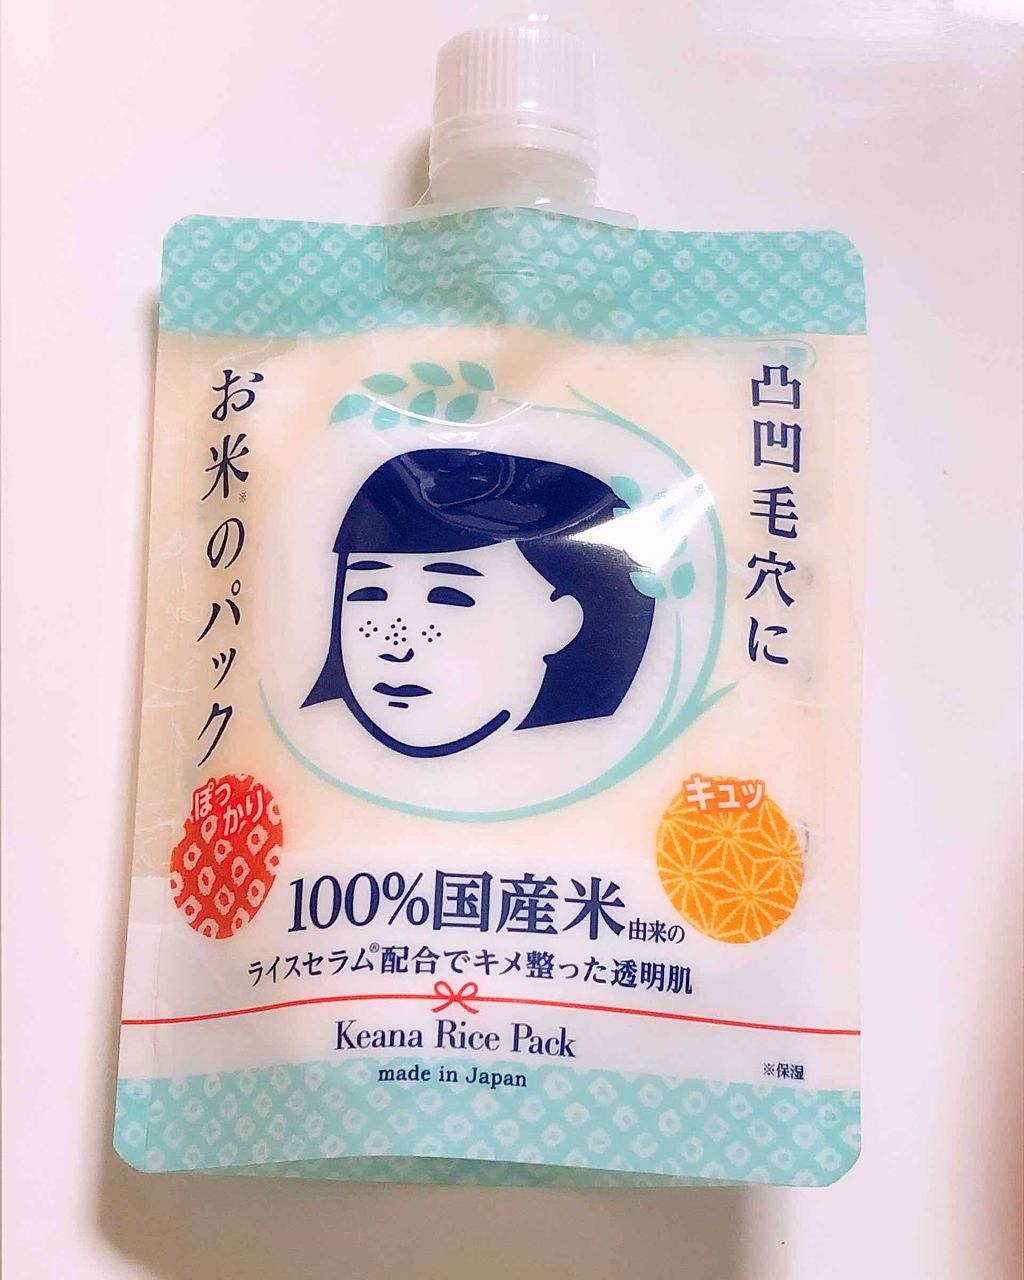 凸凹毛穴に
お米※のパック
ぽっ
かり
キュッ
100%国産米由来の
ライスセラム®配合でキメ整った透明肌
Keana Rice Pack
made in Japan
※保湿